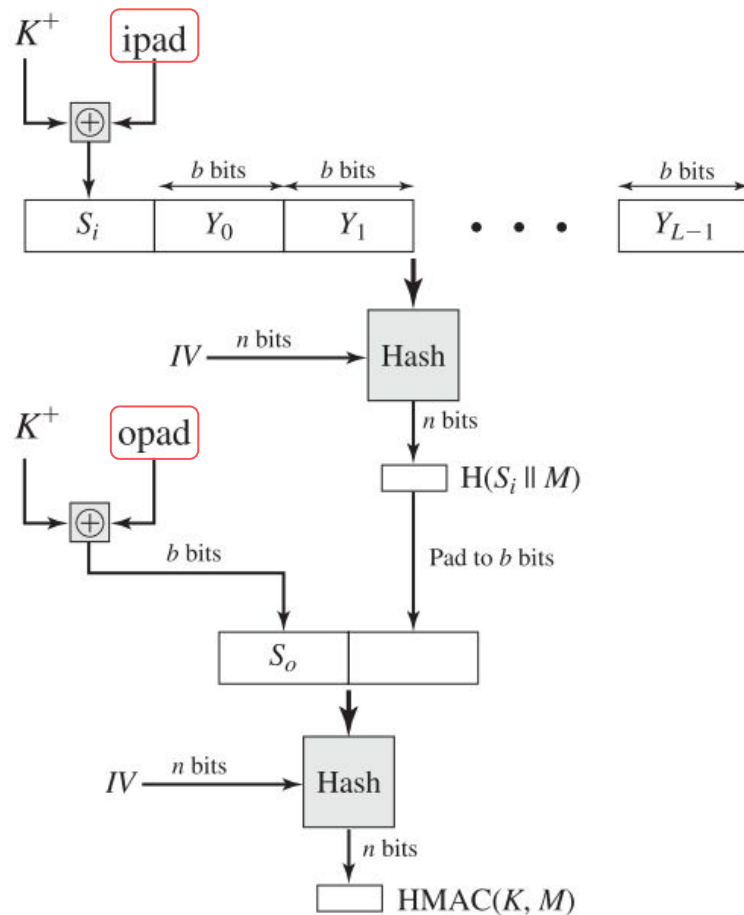 K⁺ ipad
⊕
b bits b bits b bits
Sᵢ Y₀ Y₁ • • • Y_{L−1}
IV n bits Hash
n bits
K⁺ opad
H(Sᵢ ‖ M)
⊕
b bits Pad to b bits
Sₒ
IV n bits Hash
n bits
HMAC(K, M)